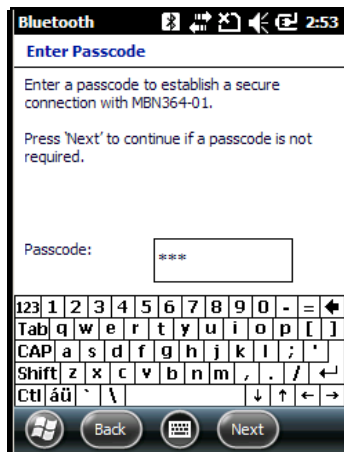 Bluetooth 2:53
Enter Passcode
Enter a passcode to establish a secure
connection with MBN364-01.
Press 'Next' to continue if a passcode is not
required.
Passcode: ***
123 1 2 3 4 5 6 7 8 9 0 - =
Tab q w e r t y u i o p [ ]
CAP a s d f g h j k l ; '
Shift z x c v b n m , . /
Ctl áü ` \ ↓ ↑ ← →
Back Next